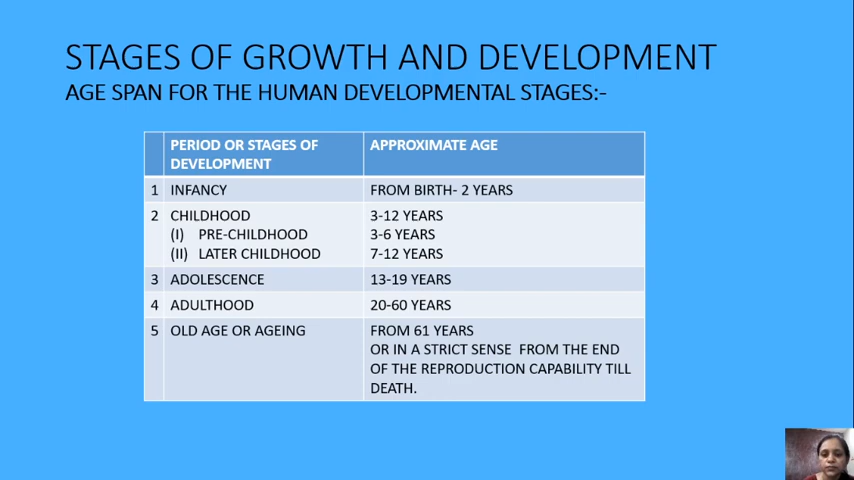 STAGES OF GROWTH AND DEVELOPMENT
AGE SPAN FOR THE HUMAN DEVELOPMENTAL STAGES:-
PERIOD OR STAGES OF DEVELOPMENT APPROXIMATE AGE
1 INFANCY FROM BIRTH- 2 YEARS
2 CHILDHOOD 3-12 YEARS
(I) PRE-CHILDHOOD 3-6 YEARS
(II) LATER CHILDHOOD 7-12 YEARS
3 ADOLESCENCE 13-19 YEARS
4 ADULTHOOD 20-60 YEARS
5 OLD AGE OR AGEING FROM 61 YEARS
OR IN A STRICT SENSE FROM THE END
OF THE REPRODUCTION CAPABILITY TILL
DEATH.